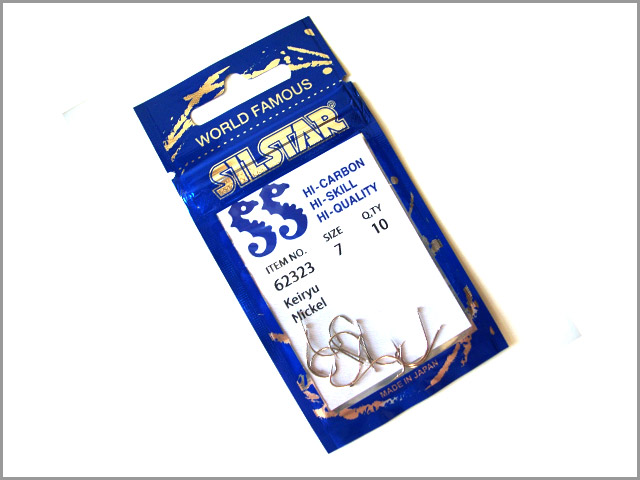 WORLD FAMOUS
SILSTAR®
HI-CARBON
HI-SKILL
HI-QUALITY
ITEM NO. SIZE Q,TY
62323 7 10
Keiryu
Nickel
MADE IN JAPAN